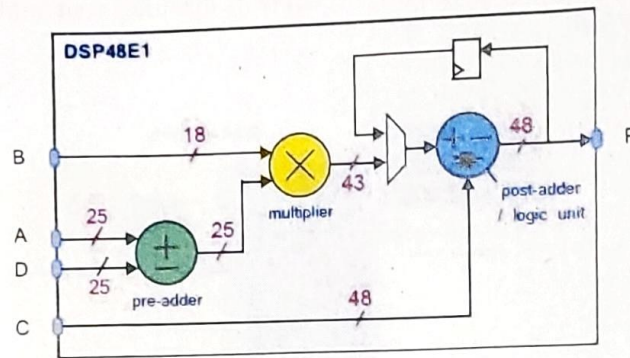 DSP48E1
B
18
43
48
P
multiplier
post-adder
/ logic unit
A
25
25
D
25
pre-adder
48
C